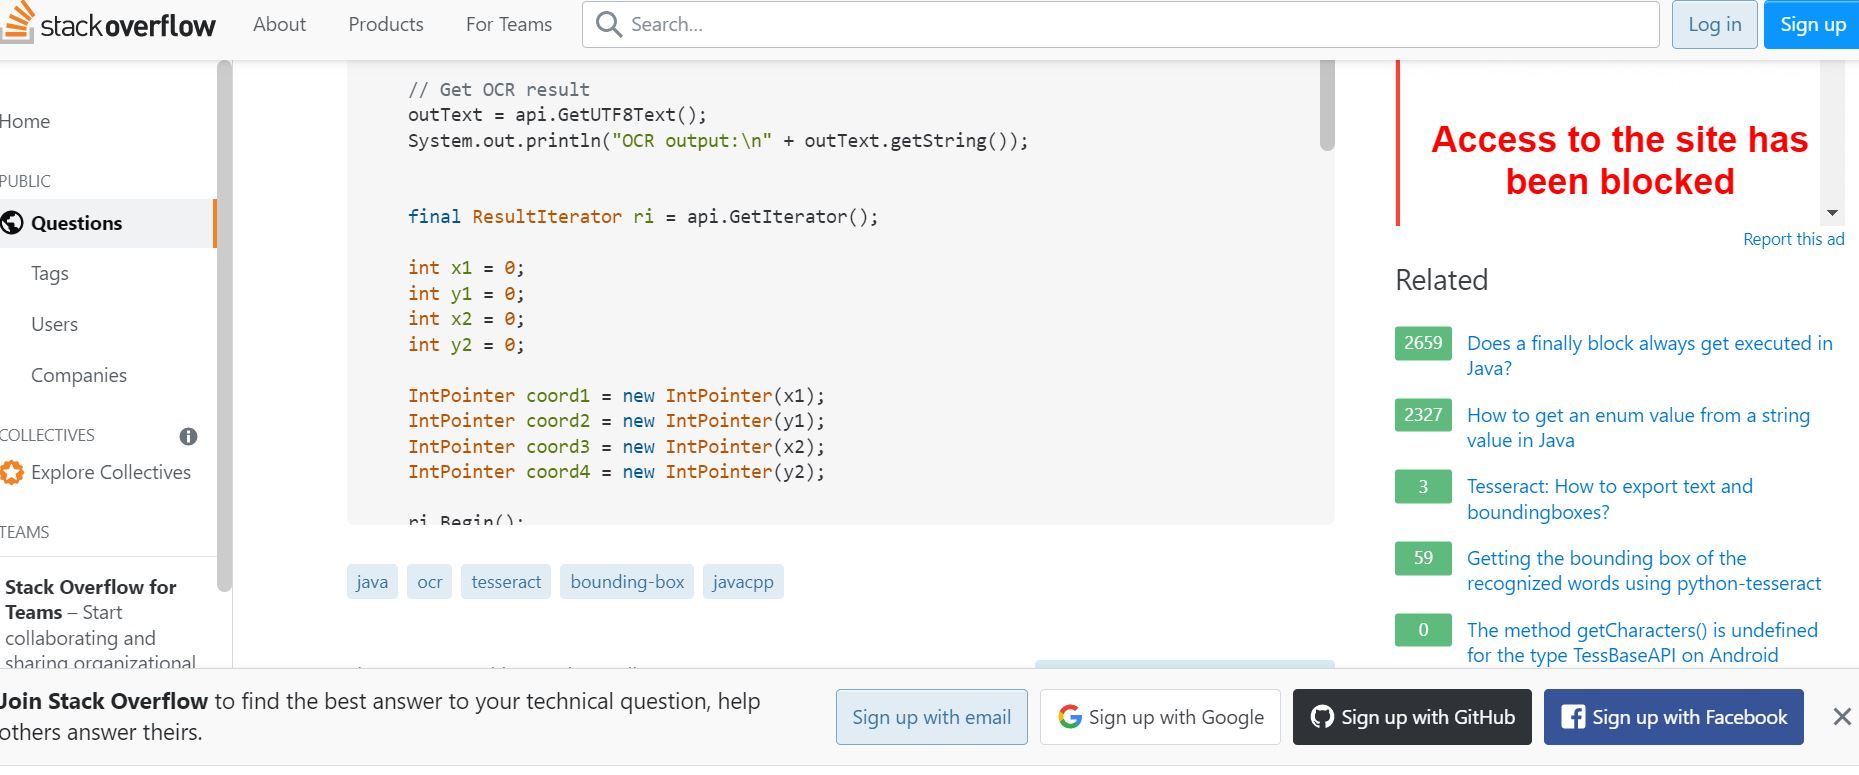 stackoverflow
About
Products
For Teams
Search...
Log in
Sign up
Home
PUBLIC
Questions
Tags
Users
Companies
COLLECTIVES
Explore Collectives
TEAMS
Stack Overflow for
Teams – Start
collaborating and
sharing organizational
// Get OCR result
outText = api.GetUTF8Text();
System.out.println("OCR output:\n" + outText.getString());
final ResultIterator ri = api.GetIterator();
int x1 = 0;
int y1 = 0;
int x2 = 0;
int y2 = 0;
IntPointer coord1 = new IntPointer(x1);
IntPointer coord2 = new IntPointer(y1);
IntPointer coord3 = new IntPointer(x2);
IntPointer coord4 = new IntPointer(y2);
ri.Begin();
java
ocr
tesseract
bounding-box
javacpp
Access to the site has
been blocked
Report this ad
Related
2659
Does a finally block always get executed in
Java?
2327
How to get an enum value from a string
value in Java
3
Tesseract: How to export text and
boundingboxes?
59
Getting the bounding box of the
recognized words using python-tesseract
0
The method getCharacters() is undefined
for the type TessBaseAPI on Android
Join Stack Overflow to find the best answer to your technical question, help
others answer theirs.
Sign up with email
Sign up with Google
Sign up with GitHub
Sign up with Facebook